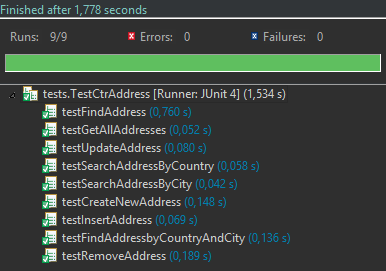 Finished after 1,778 seconds
Runs: 9/9 Errors: 0 Failures: 0
tests.TestCtrAddress [Runner: JUnit 4] (1,534 s)
testFindAddress (0,760 s)
testGetAllAddresses (0,052 s)
testUpdateAddress (0,080 s)
testSearchAddressByCountry (0,058 s)
testSearchAddressByCity (0,042 s)
testCreateNewAddress (0,148 s)
testInsertAddress (0,069 s)
testFindAddressbyCountryAndCity (0,136 s)
testRemoveAddress (0,189 s)